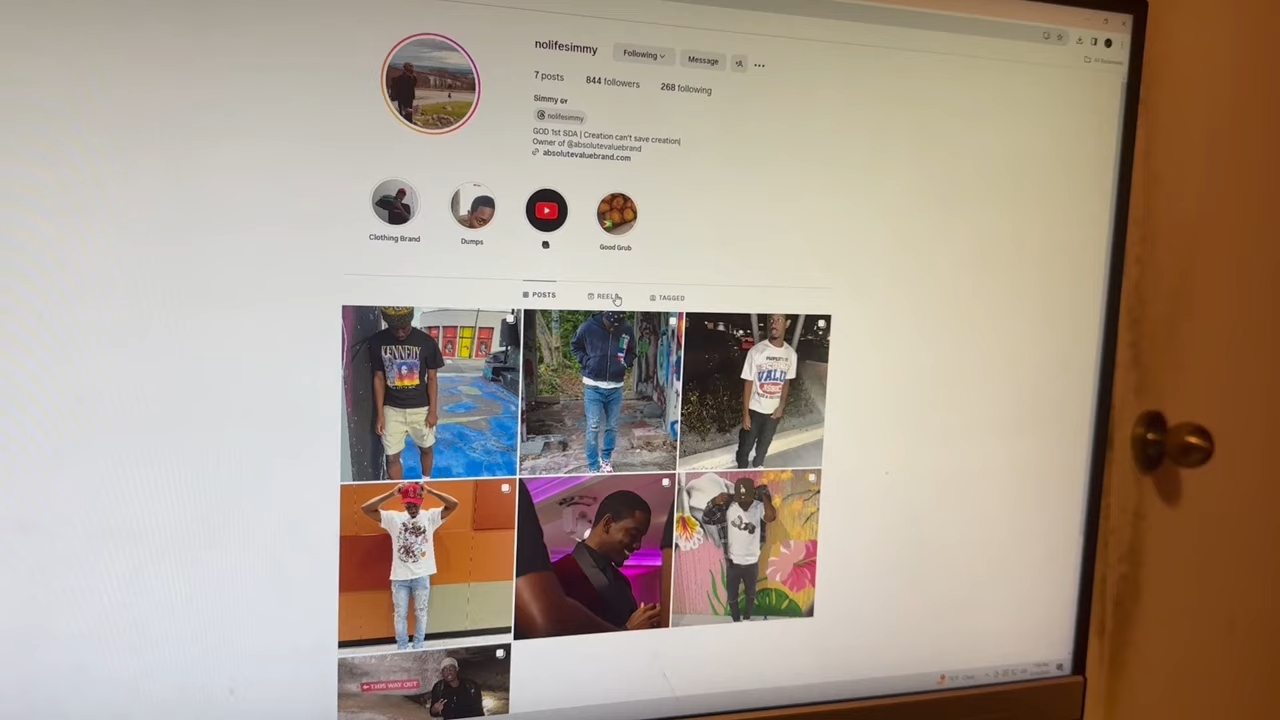 nolifesimmy Following Message
7 posts 844 followers 268 following
Simmy GY
nolifesimmy
GOD 1st SDA | Creation can't save creation|
Owner of @absolutevaluebrand
absolutevaluebrand.com
Clothing Brand Dumps Good Grub
POSTS REELS TAGGED
KENNEDY
VALUE
THIS WAY OUT